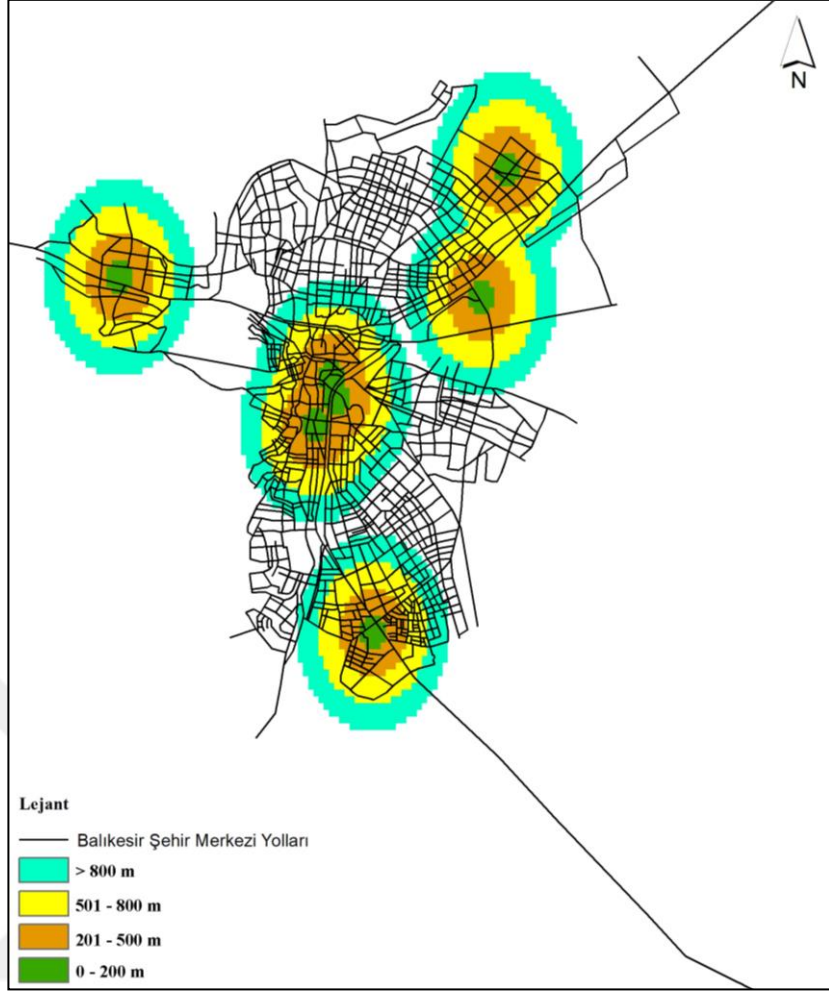 N
Lejant
Balıkesir Şehir Merkezi Yolları
> 800 m
501 - 800 m
201 - 500 m
0 - 200 m